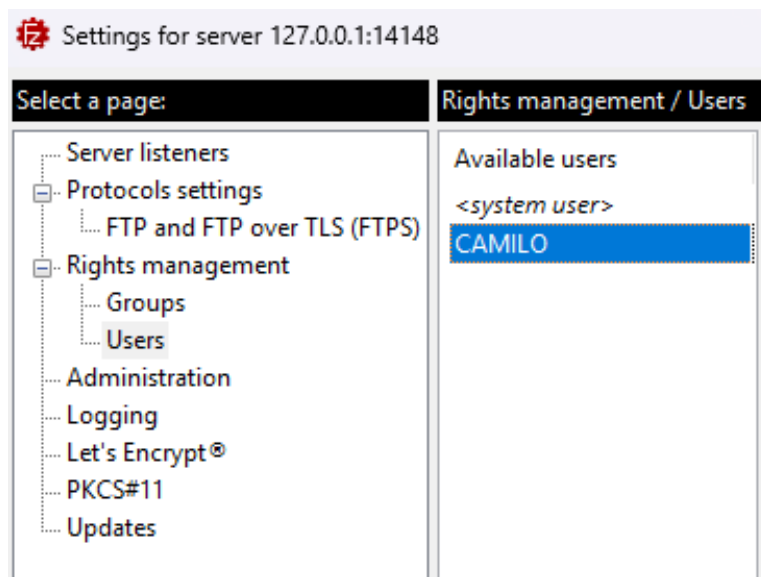 Settings for server 127.0.0.1:14148
Select a page:
Server listeners
Protocols settings
FTP and FTP over TLS (FTPS)
Rights management
Groups
Users
Administration
Logging
Let's Encrypt®
PKCS#11
Updates
Rights management / Users
Available users
<system user>
CAMILO